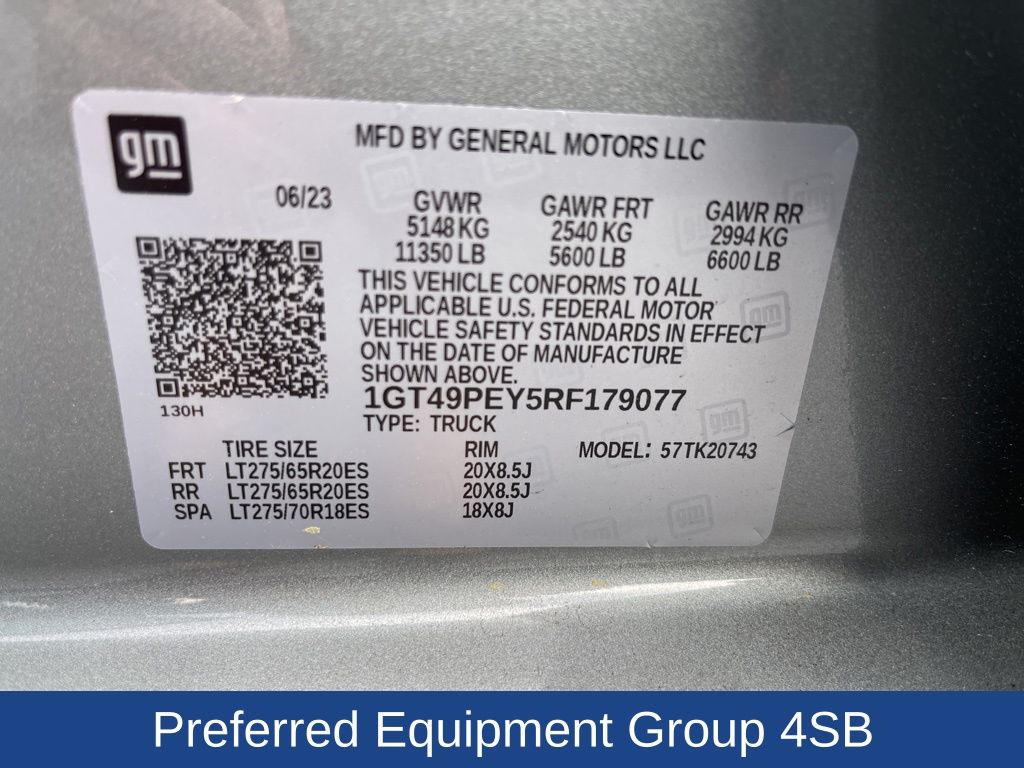 gm
MFD BY GENERAL MOTORS LLC
06/23
GVWR GAWR FRT GAWR RR
5148 KG 2540 KG 2994 KG
11350 LB 5600 LB 6600 LB
THIS VEHICLE CONFORMS TO ALL
APPLICABLE U.S. FEDERAL MOTOR
VEHICLE SAFETY STANDARDS IN EFFECT
ON THE DATE OF MANUFACTURE
SHOWN ABOVE.
1GT49PEY5RF179077
130H
TYPE: TRUCK
TIRE SIZE RIM MODEL: 57TK20743
FRT LT275/65R20ES 20X8.5J
RR LT275/65R20ES 20X8.5J
SPA LT275/70R18ES 18X8J
Preferred Equipment Group 4SB